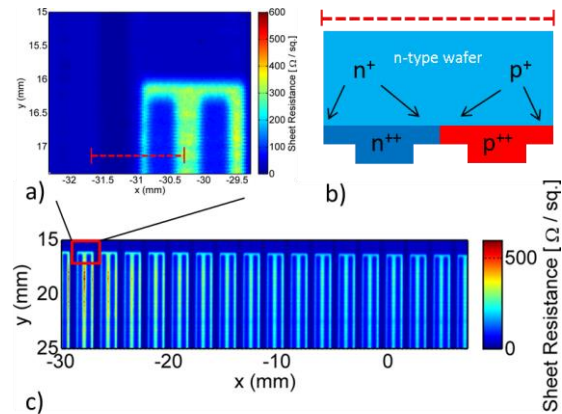 15
15.5
16
16.5
17
y (mm)
-32
-31.5
-31
-30.5
-30
-29.5
x (mm)
600
500
400
300
200
100
0
Sheet Resistance [ Ω / sq.]
a)
n-type wafer
n+
p+
n++
p++
b)
15
20
25
y (mm)
-30
-20
-10
0
x (mm)
500
0
Sheet Resistance [ Ω / sq.]
c)